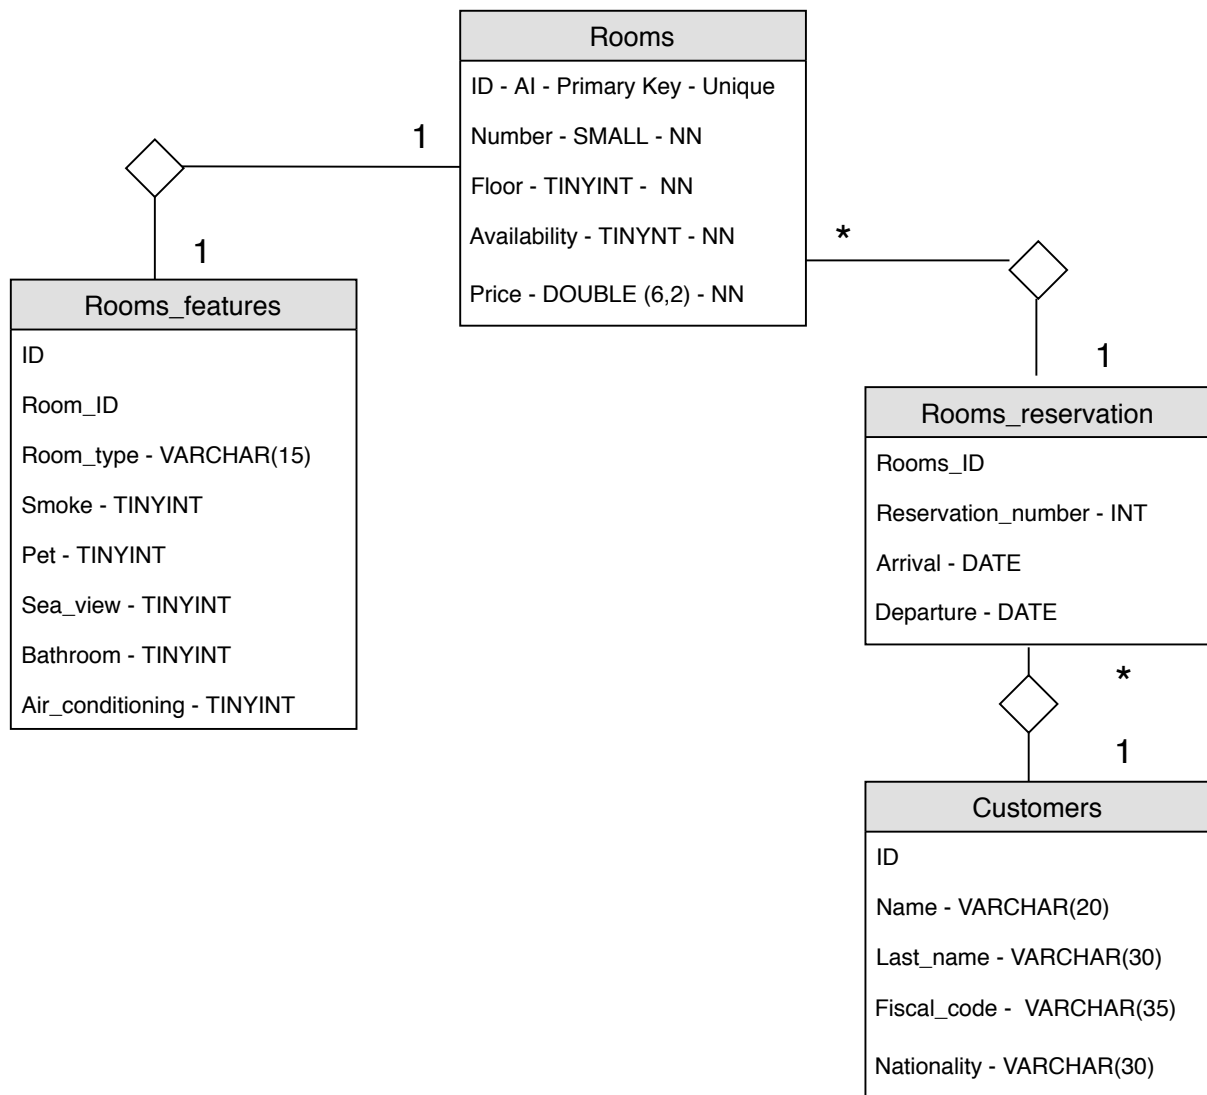 Rooms
ID - AI - Primary Key - Unique
Number - SMALL - NN
Floor - TINYINT -  NN
Availability - TINYNT - NN
Price - DOUBLE (6,2) - NN
1
1
*
1
Rooms_features
ID
Room_ID
Room_type - VARCHAR(15)
Smoke - TINYINT
Pet - TINYINT
Sea_view - TINYINT
Bathroom - TINYINT
Air_conditioning - TINYINT
Rooms_reservation
Rooms_ID
Reservation_number - INT
Arrival - DATE
Departure - DATE
*
1
Customers
ID
Name - VARCHAR(20)
Last_name - VARCHAR(30)
Fiscal_code -  VARCHAR(35)
Nationality - VARCHAR(30)